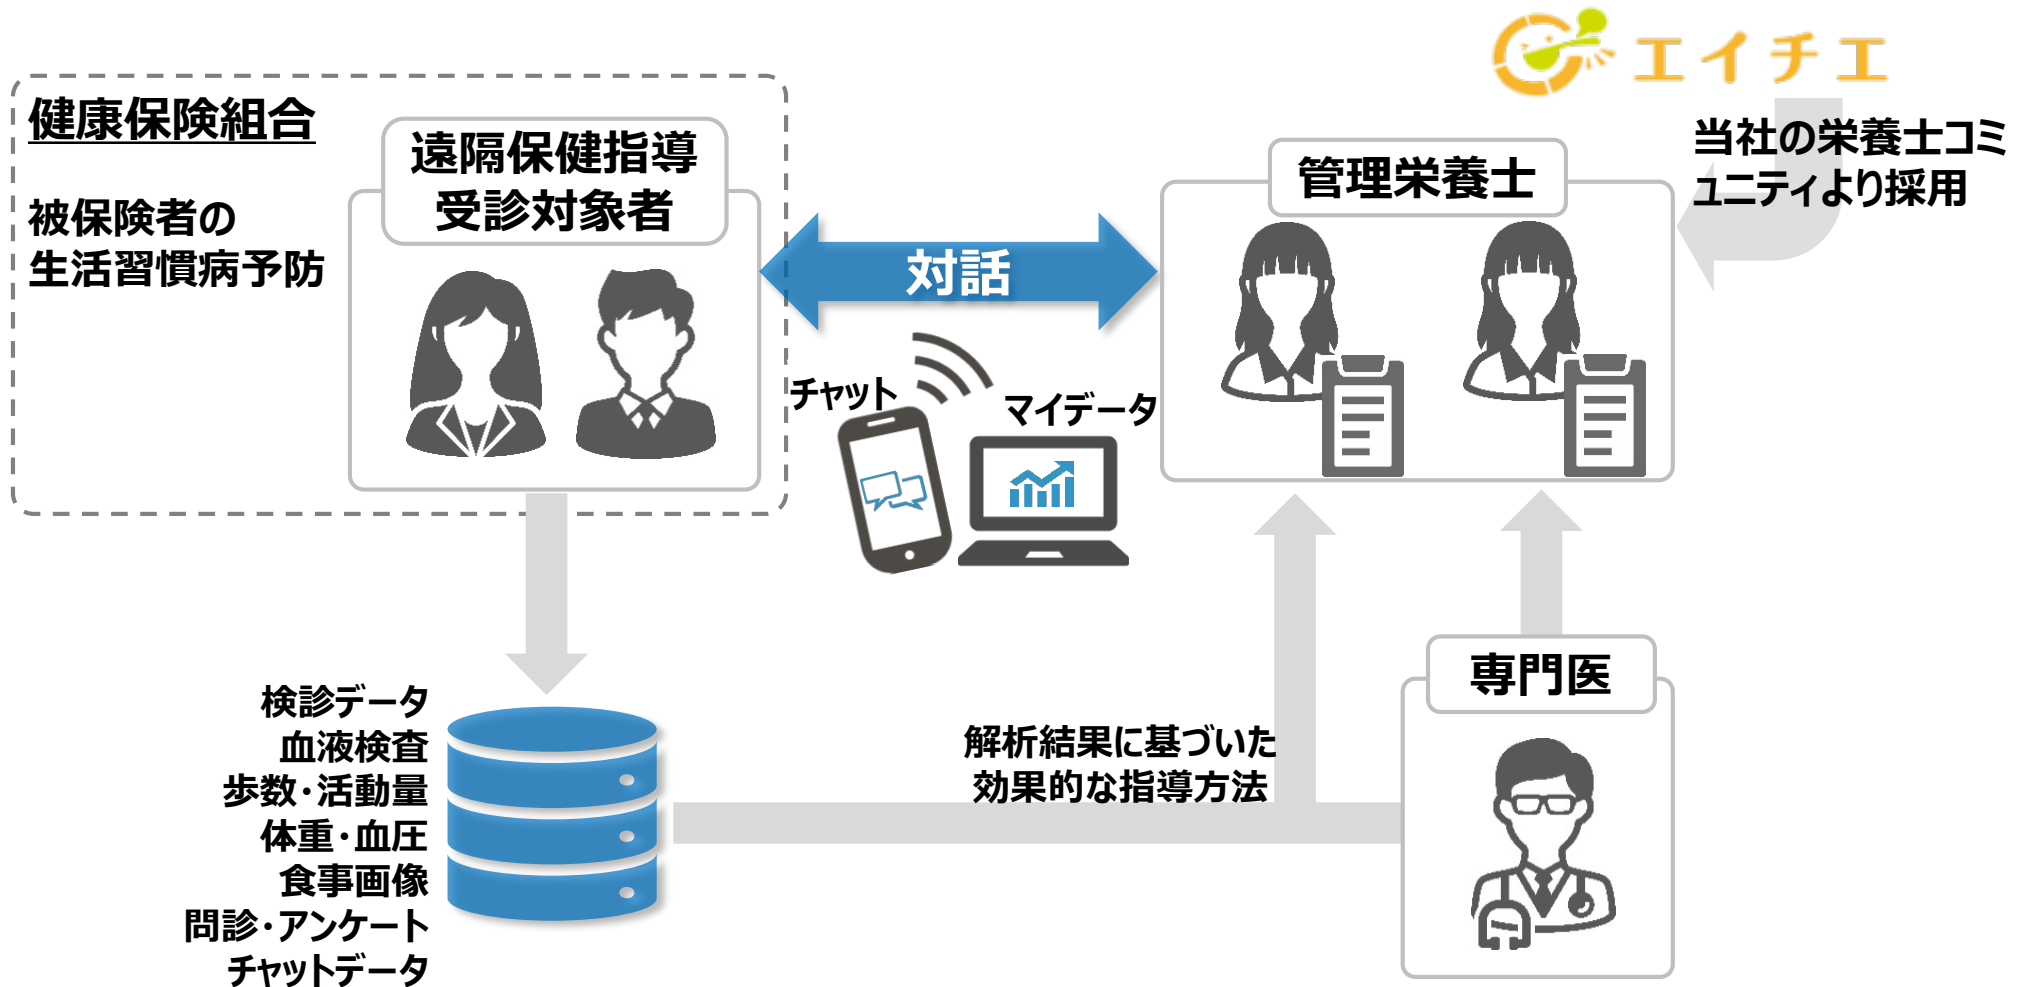 エイチエ
健康保険組合
被保険者の
生活習慣病予防
遠隔保健指導
受診対象者
対話
管理栄養士
当社の栄養士コミ
ュニティより採用
チャット
マイデータ
検診データ
血液検査
歩数・活動量
体重・血圧
食事画像
問診・アンケート
チャットデータ
解析結果に基づいた
効果的な指導方法
専門医